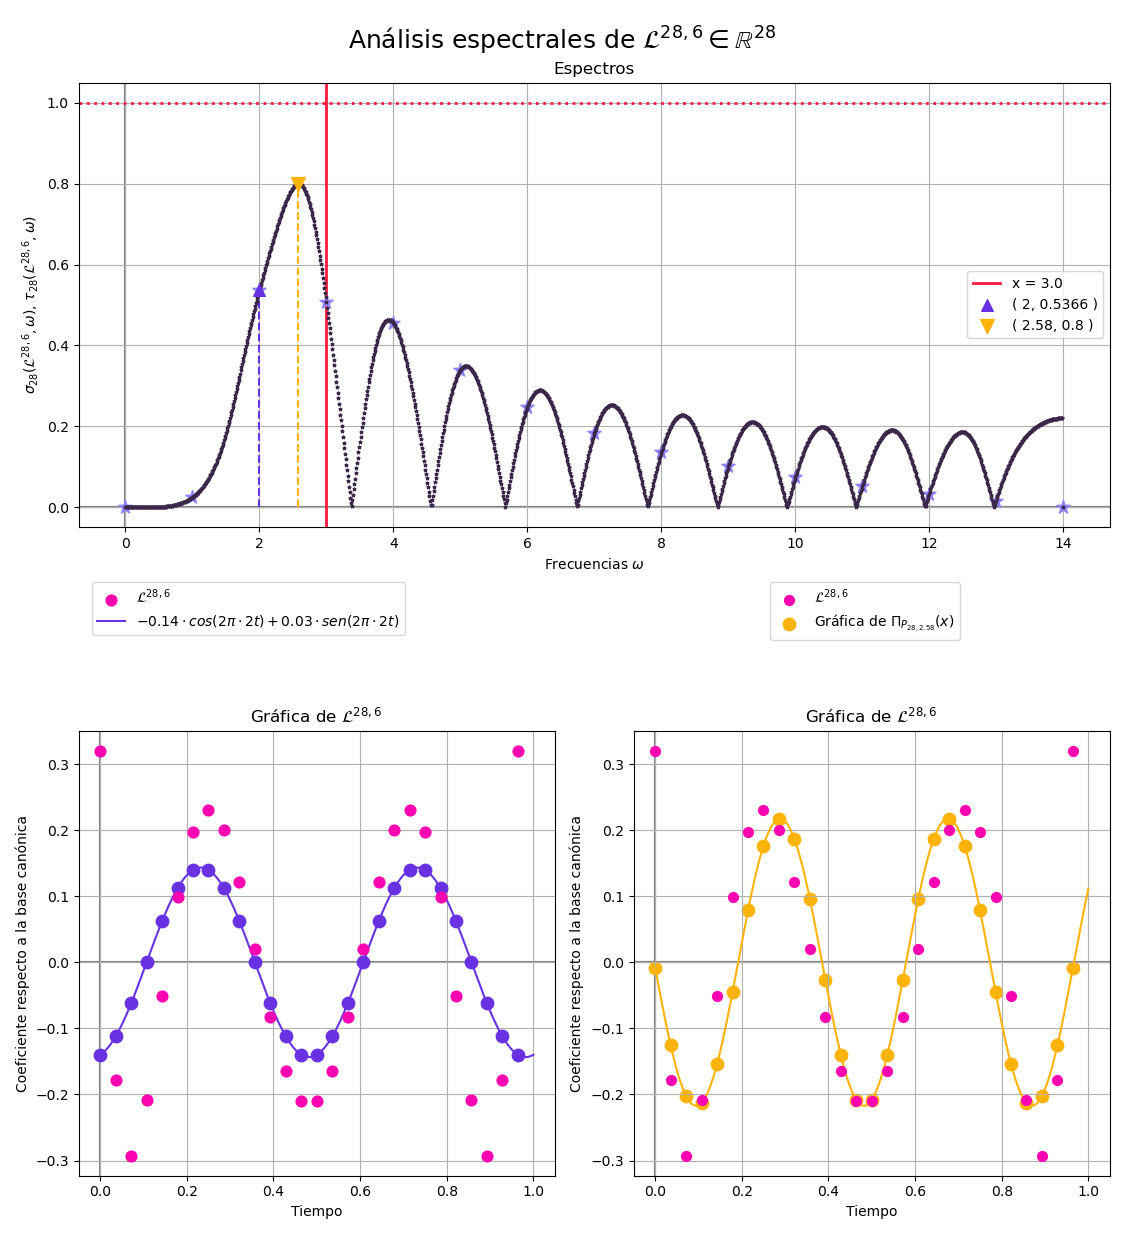 Análisis espectrales de $\mathcal{L}^{28,6} \in \mathbb{R}^{28}$
Espectros
1.0
0.8
0.6
0.4
0.2
0.0
$\sigma_{28}(\mathcal{L}^{28,6}, \omega), \tau_{28}(\mathcal{L}^{28,6}, \omega)$
x = 3.0
( 2, 0.5366 )
( 2.58, 0.8 )
0 2 4 6 8 10 12 14
Frecuencias ω
$\mathcal{L}^{28,6}$
$-0.14 \cdot cos(2\pi \cdot 2t) + 0.03 \cdot sen(2\pi \cdot 2t)$
$\mathcal{L}^{28,6}$
Gráfica de $\Pi_{P_{28,2.58}}(x)$
Gráfica de $\mathcal{L}^{28,6}$
0.3
0.2
0.1
0.0
−0.1
−0.2
−0.3
Coeficiente respecto a la base canónica
0.0 0.2 0.4 0.6 0.8 1.0
Tiempo
Gráfica de $\mathcal{L}^{28,6}$
0.3
0.2
0.1
0.0
−0.1
−0.2
−0.3
Coeficiente respecto a la base canónica
0.0 0.2 0.4 0.6 0.8 1.0
Tiempo